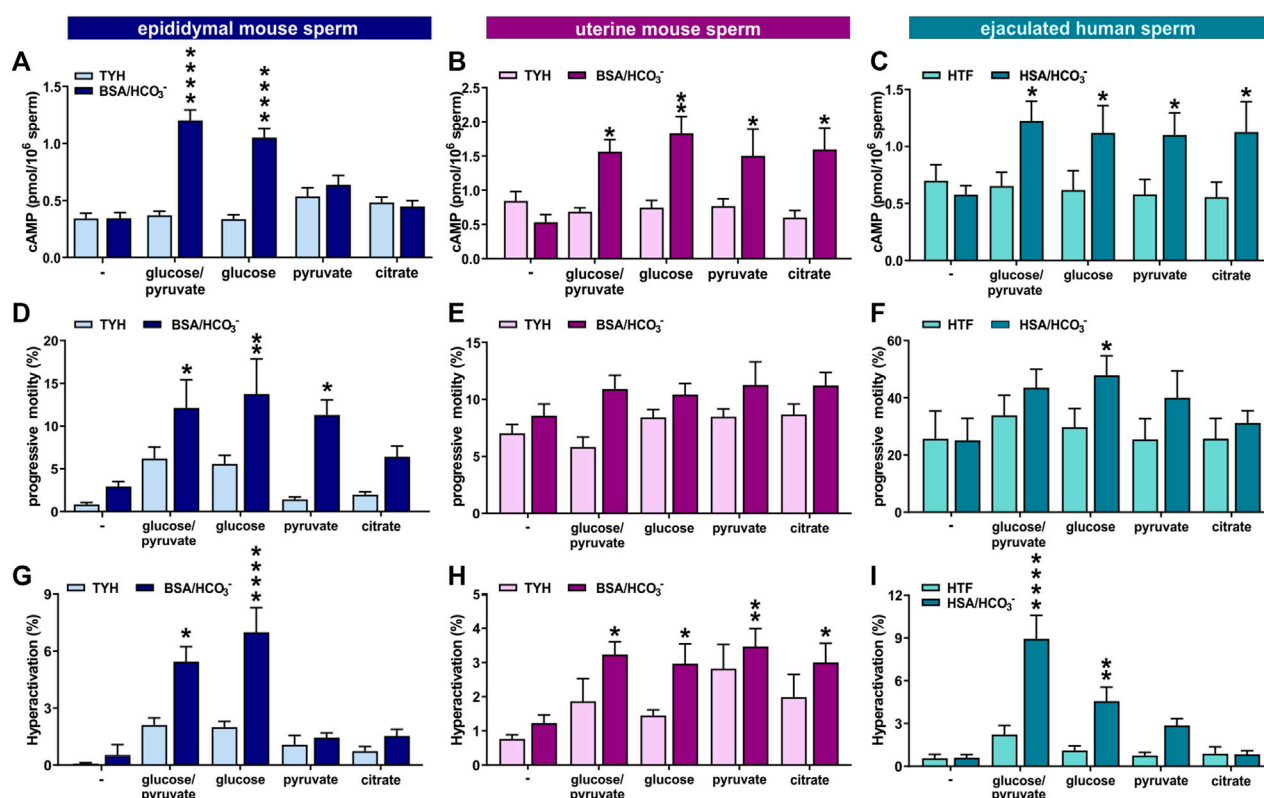 epididymal mouse sperm
uterine mouse sperm
ejaculated human sperm
A
TYH
BSA/HCO₃⁻
****
****
cAMP (pmol/10⁶ sperm)
1.5
1.0
0.5
0.0
-
glucose/
pyruvate
glucose
pyruvate
citrate
B
TYH
BSA/HCO₃⁻
*
**
*
*
cAMP (pmol/10⁶ sperm)
2.5
2.0
1.5
1.0
0.5
0.0
-
glucose/
pyruvate
glucose
pyruvate
citrate
C
HTF
HSA/HCO₃⁻
*
*
*
*
cAMP (pmol/10⁶ sperm)
1.5
1.0
0.5
0.0
-
glucose/
pyruvate
glucose
pyruvate
citrate
D
TYH
BSA/HCO₃⁻
*
**
*
progressive motility (%)
20
15
10
5
0
-
glucose/
pyruvate
glucose
pyruvate
citrate
E
TYH
BSA/HCO₃⁻
progressive motility (%)
15
10
5
0
-
glucose/
pyruvate
glucose
pyruvate
citrate
F
HTF
HSA/HCO₃⁻
*
progressive motility (%)
60
40
20
0
-
glucose/
pyruvate
glucose
pyruvate
citrate
G
TYH
BSA/HCO₃⁻
*
****
Hyperactivation (%)
9
6
3
0
-
glucose/
pyruvate
glucose
pyruvate
citrate
H
TYH
BSA/HCO₃⁻
*
*
**
*
Hyperactivation (%)
5
4
3
2
1
0
-
glucose/
pyruvate
glucose
pyruvate
citrate
I
HTF
HSA/HCO₃⁻
****
**
Hyperactivation (%)
12
9
6
3
0
-
glucose/
pyruvate
glucose
pyruvate
citrate